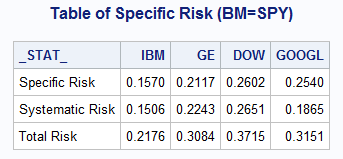 Table of Specific Risk (BM=SPY)
_STAT_ IBM GE DOW GOOGL
Specific Risk 0.1570 0.2117 0.2602 0.2540
Systematic Risk 0.1506 0.2243 0.2651 0.1865
Total Risk 0.2176 0.3084 0.3715 0.3151